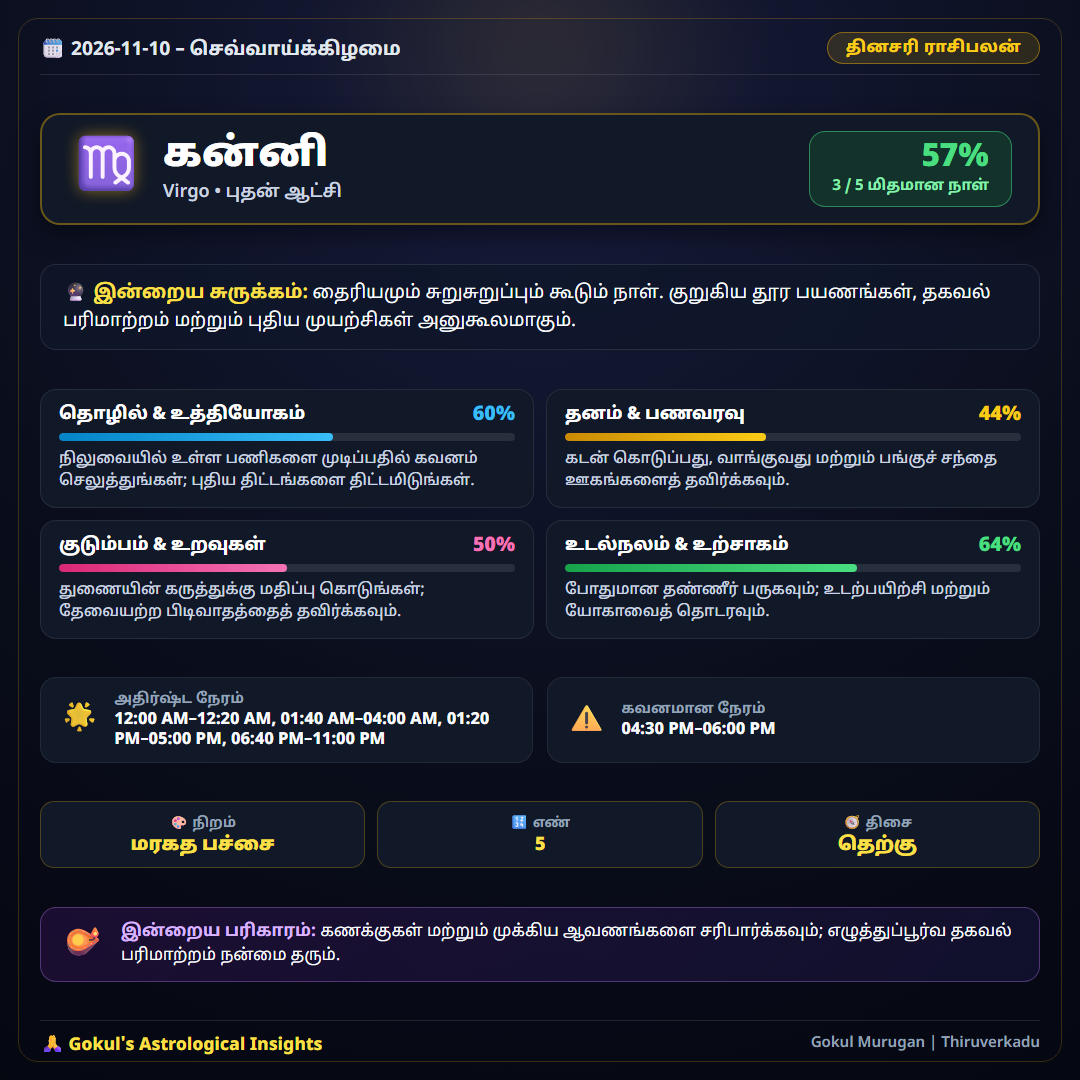 2026-11-10 – செவ்வாய்க்கிழமை
தினசரி ராசிபலன்
கன்னி
Virgo • புதன் ஆட்சி
57%
3 / 5 மிதமான நாள்
இன்றைய சுருக்கம்: தைரியமும் சுறுசுறுப்பும் கூடும் நாள். குறுகிய தூர பயணங்கள், தகவல்
பரிமாற்றம் மற்றும் புதிய முயற்சிகள் அனுகூலமாகும்.
தொழில் & உத்தியோகம் 60%
நிலுவையில் உள்ள பணிகளை முடிப்பதில் கவனம்
செலுத்துங்கள்; புதிய திட்டங்களை திட்டமிடுங்கள்.
தனம் & பணவரவு 44%
கடன் கொடுப்பது, வாங்குவது மற்றும் பங்குச் சந்தை
ஊகங்களைத் தவிர்க்கவும்.
குடும்பம் & உறவுகள் 50%
துணையின் கருத்துக்கு மதிப்பு கொடுங்கள்;
தேவையற்ற பிடிவாதத்தைத் தவிர்க்கவும்.
உடல்நலம் & உற்சாகம் 64%
போதுமான தண்ணீர் பருகவும்; உடற்பயிற்சி மற்றும்
யோகாவைத் தொடரவும்.
அதிர்ஷ்ட நேரம்
12:00 AM–12:20 AM, 01:40 AM–04:00 AM, 01:20
PM–05:00 PM, 06:40 PM–11:00 PM
கவனமான நேரம்
04:30 PM–06:00 PM
நிறம்
மரகத பச்சை
எண்
5
திசை
தெற்கு
இன்றைய பரிகாரம்: கணக்குகள் மற்றும் முக்கிய ஆவணங்களை சரிபார்க்கவும்; எழுத்துப்பூர்வ தகவல்
பரிமாற்றம் நன்மை தரும்.
Gokul's Astrological Insights
Gokul Murugan | Thiruverkadu